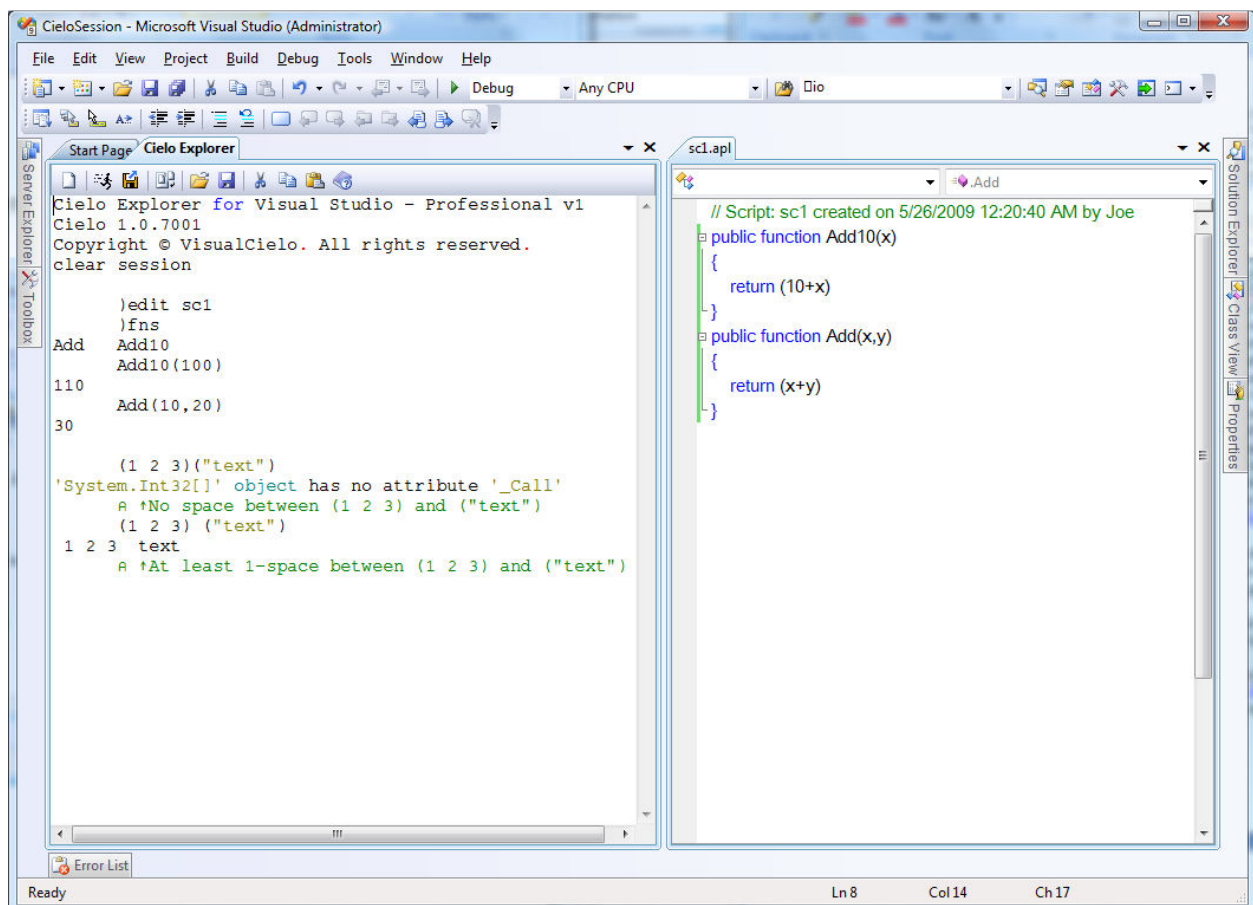 CieloSession - Microsoft Visual Studio (Administrator)
File Edit View Project Build Debug Tools Window Help
Debug Any CPU ⎕io
Server Explorer
Toolbox
Start Page Cielo Explorer
Cielo Explorer for Visual Studio - Professional v1
Cielo 1.0.7001
Copyright © VisualCielo. All rights reserved.
clear session
)edit sc1
)fns
Add Add10
Add10(100)
110
Add(10,20)
30
(1 2 3)("text")
'System.Int32[]' object has no attribute '_Call'
⍝ ↑No space between (1 2 3) and ("text")
(1 2 3) ("text")
1 2 3 text
⍝ ↑At least 1-space between (1 2 3) and ("text")
sc1.apl
.Add
// Script: sc1 created on 5/26/2009 12:20:40 AM by Joe
public function Add10(x)
{
return (10+x)
}
public function Add(x,y)
{
return (x+y)
}
Solution Explorer
Class View
Properties
Error List
Ready Ln 8 Col 14 Ch 17